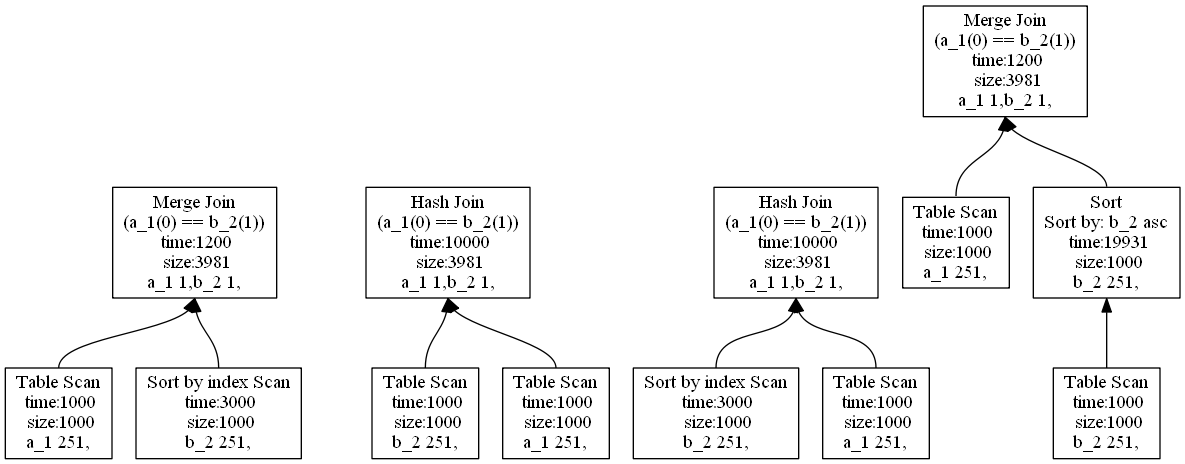 Merge Join
(a_1(0) == b_2(1))
time:1200
size:3981
a_1 1,b_2 1,
Merge Join
(a_1(0) == b_2(1))
time:1200
size:3981
a_1 1,b_2 1,
Hash Join
(a_1(0) == b_2(1))
time:10000
size:3981
a_1 1,b_2 1,
Hash Join
(a_1(0) == b_2(1))
time:10000
size:3981
a_1 1,b_2 1,
Table Scan
time:1000
size:1000
a_1 251,
Sort
Sort by: b_2 asc
time:19931
size:1000
b_2 251,
Table Scan
time:1000
size:1000
a_1 251,
Sort by index Scan
time:3000
size:1000
b_2 251,
Table Scan
time:1000
size:1000
b_2 251,
Table Scan
time:1000
size:1000
a_1 251,
Sort by index Scan
time:3000
size:1000
b_2 251,
Table Scan
time:1000
size:1000
a_1 251,
Table Scan
time:1000
size:1000
b_2 251,